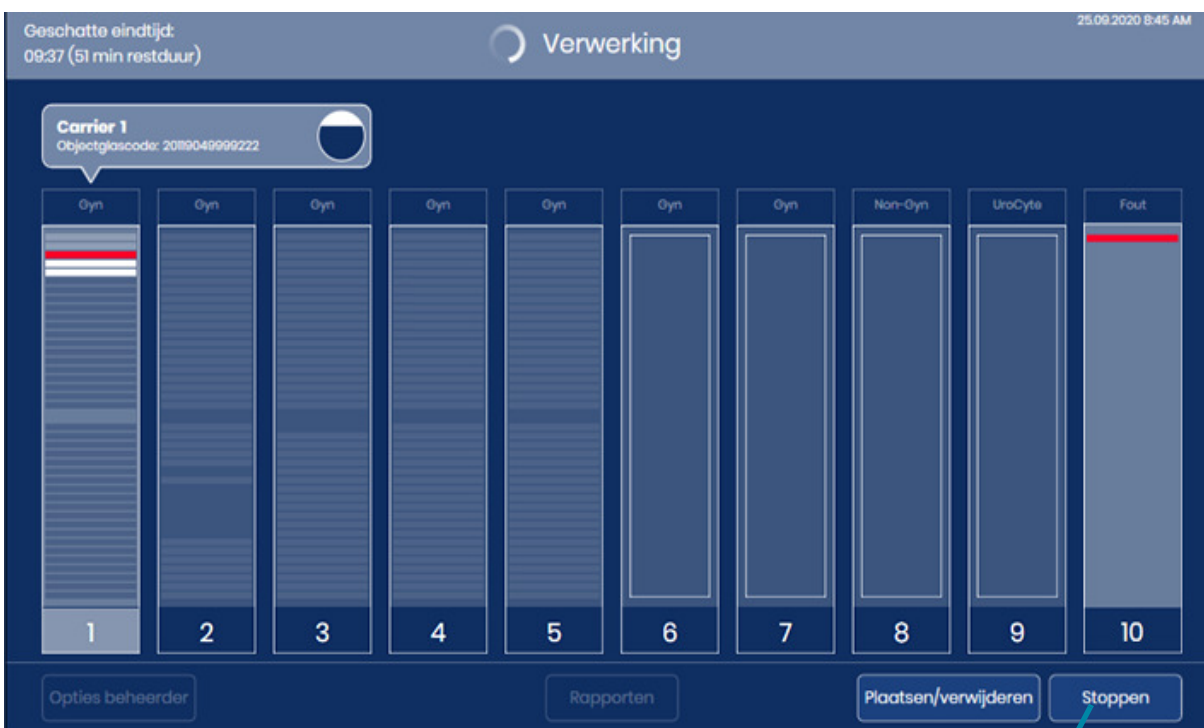 Geschatte eindtijd:
09:37 (51 min restduur)
Verwerking
25.09.2020 8:45 AM
Carrier 1
Objectglascode: 20119049999222
Gyn
Gyn
Gyn
Gyn
Gyn
Gyn
Gyn
Non-Gyn
UroCyte
Fout
1
2
3
4
5
6
7
8
9
10
Opties beheerder
Rapporten
Plaatsen/verwijderen
Stoppen